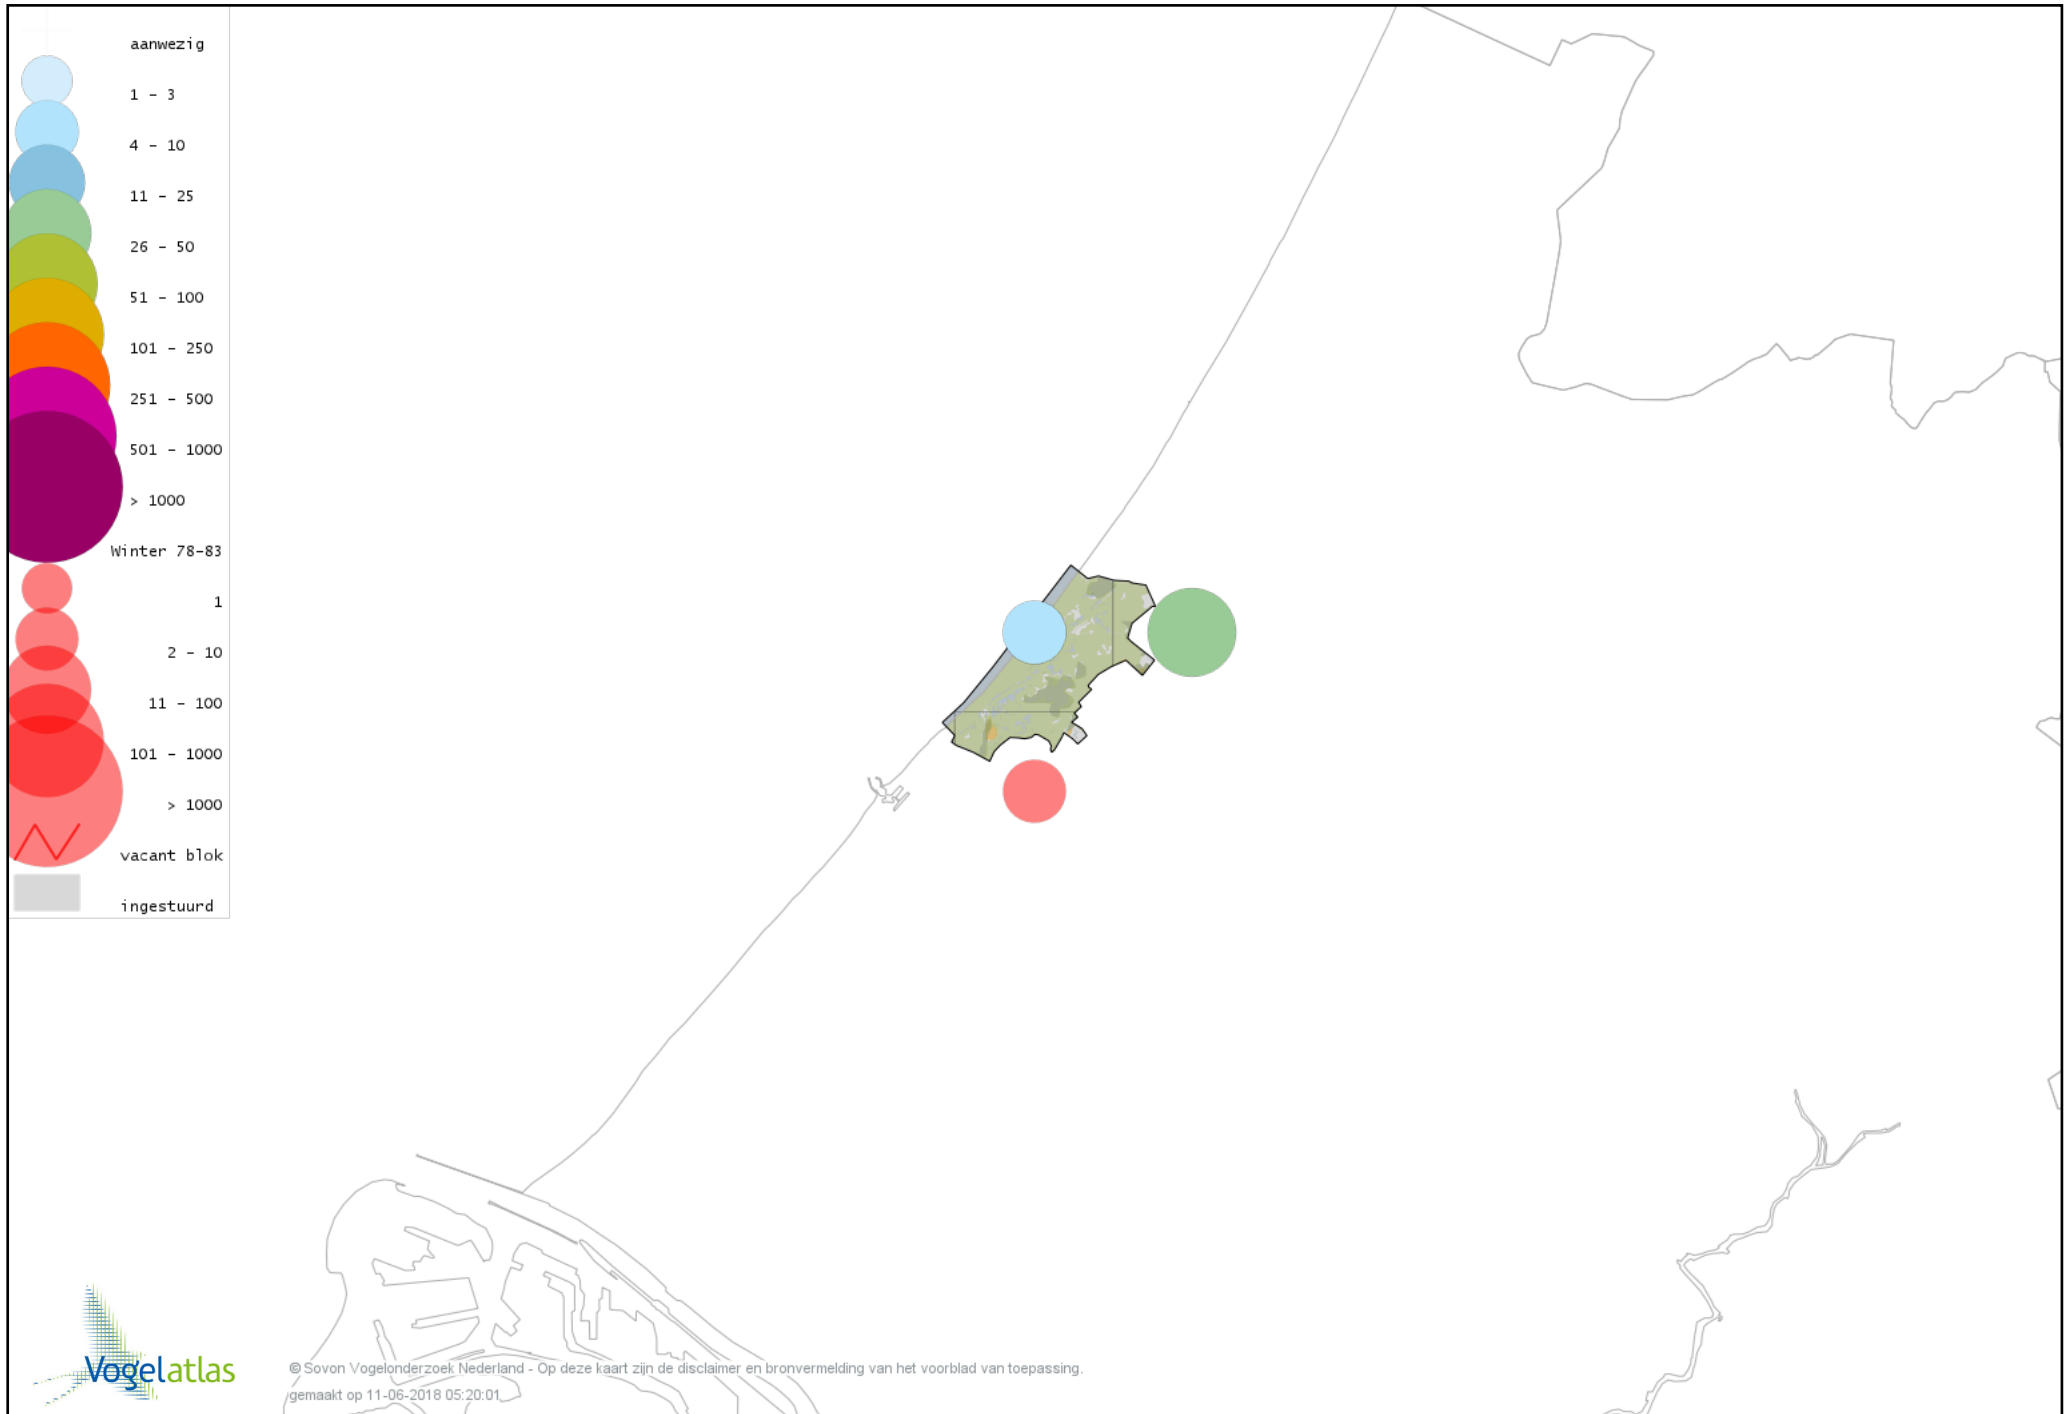 aanwezig
1 - 3
4 - 10
11 - 25
26 - 50
51 - 100
101 - 250
251 - 500
501 - 1000
> 1000
Winter 78-83
1
2 - 10
11 - 100
101 - 1000
> 1000
vacant blok
ingestuurd
Vogelatlas
© Sovon Vogelonderzoek Nederland - Op deze kaart zijn de disclaimer en bronvermelding van het voorblad van toepassing.
gemaakt op 11-06-2018 05:20:01